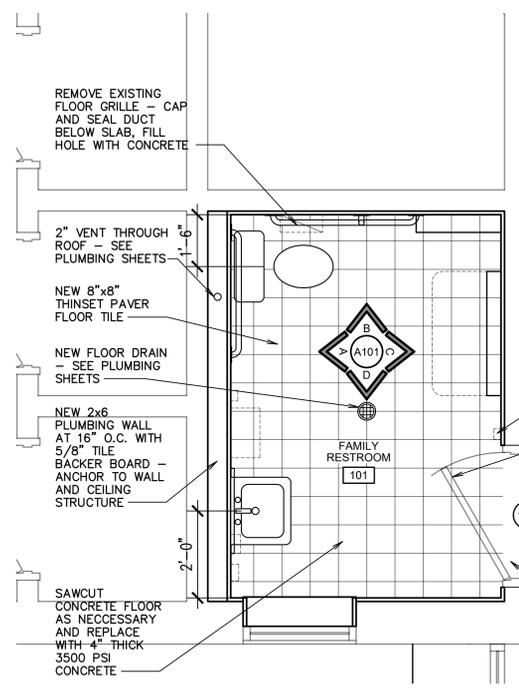 REMOVE EXISTING
FLOOR GRILLE – CAP
AND SEAL DUCT
BELOW SLAB, FILL
HOLE WITH CONCRETE
1'-6"
2" VENT THROUGH
ROOF – SEE
PLUMBING SHEETS
NEW 8"x8"
THINSET PAVER
FLOOR TILE
B
A
A101
C
D
NEW FLOOR DRAIN
– SEE PLUMBING
SHEETS
NEW 2x6
PLUMBING WALL
AT 16" O.C. WITH
5/8" TILE
BACKER BOARD –
ANCHOR TO WALL
AND CEILING
STRUCTURE
FAMILY
RESTROOM
101
2'-0"
SAWCUT
CONCRETE FLOOR
AS NECCESSARY
AND REPLACE
WITH 4" THICK
3500 PSI
CONCRETE